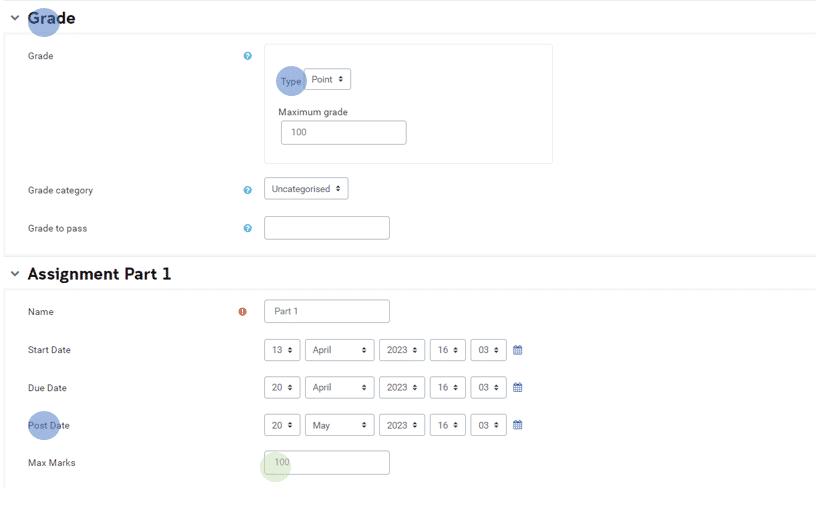 Grade
Grade
Type Point
Maximum grade
100
Grade category Uncategorised
Grade to pass
Assignment Part 1
Name Part 1
Start Date 13 April 2023 16 03
Due Date 20 April 2023 16 03
Post Date 20 May 2023 16 03
Max Marks 100